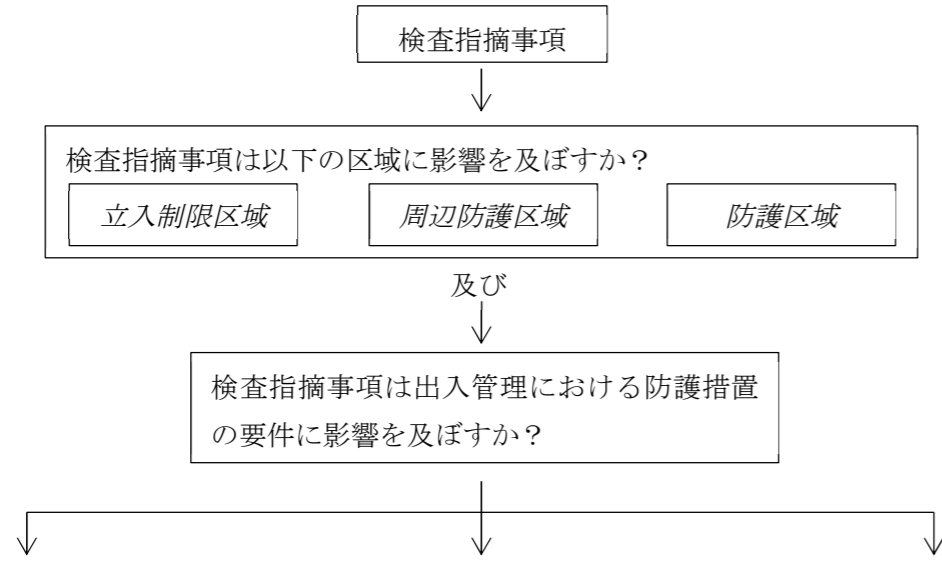 検査指摘事項
検査指摘事項は以下の区域に影響を及ぼすか？
立入制限区域
周辺防護区域
防護区域
及び
検査指摘事項は出入管理における防護措置
の要件に影響を及ぼすか？